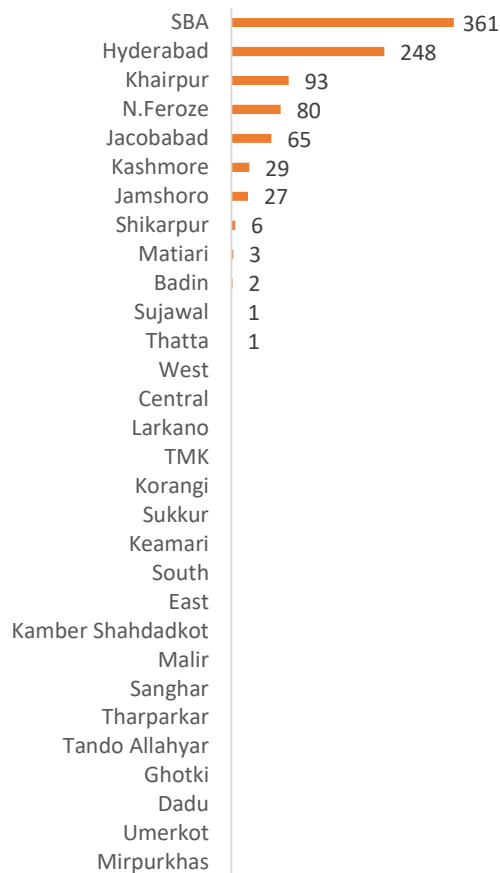 SBA 361
Hyderabad 248
Khairpur 93
N.Feroze 80
Jacobabad 65
Kashmore 29
Jamshoro 27
Shikarpur 6
Matiari 3
Badin 2
Sujawal 1
Thatta 1
West
Central
Larkano
TMK
Korangi
Sukkur
Keamari
South
East
Kamber Shahdadkot
Malir
Sanghar
Tharparkar
Tando Allahyar
Ghotki
Dadu
Umerkot
Mirpurkhas